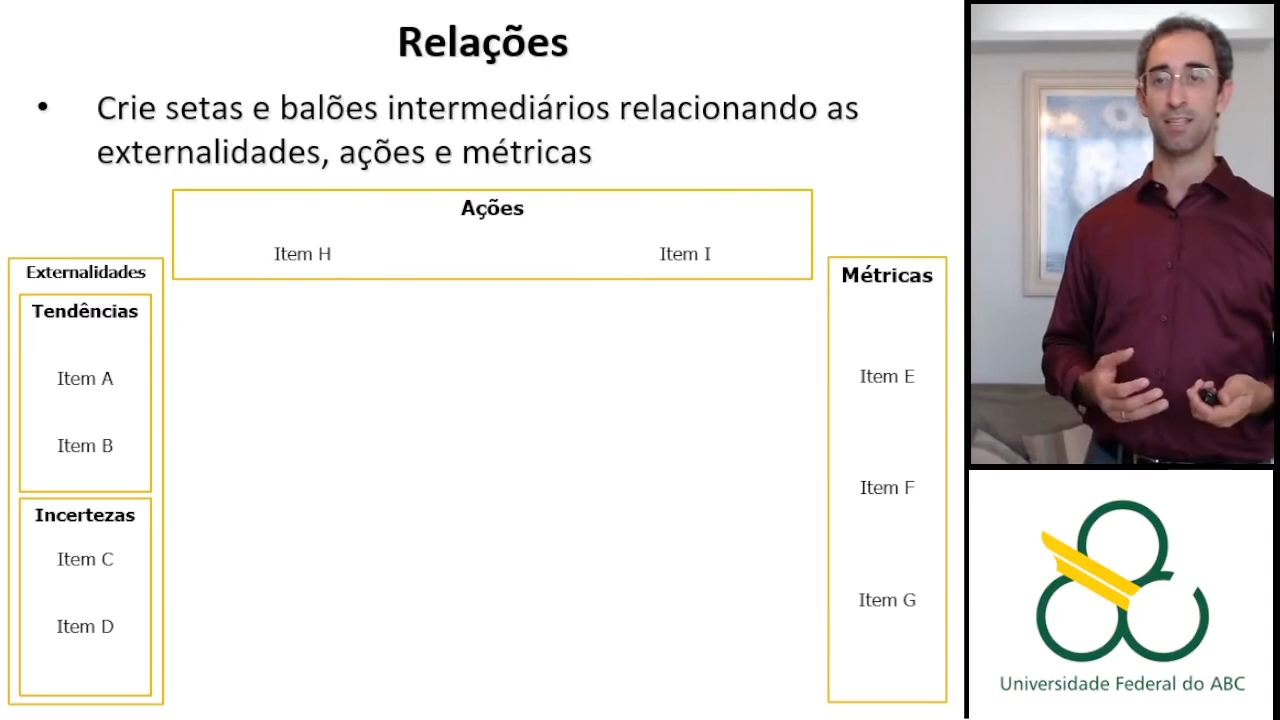 Relações
• Crie setas e balões intermediários relacionando as
externalidades, ações e métricas
Ações
Item H Item I
Externalidades
Tendências
Item A
Item B
Incertezas
Item C
Item D
Métricas
Item E
Item F
Item G
Universidade Federal do ABC